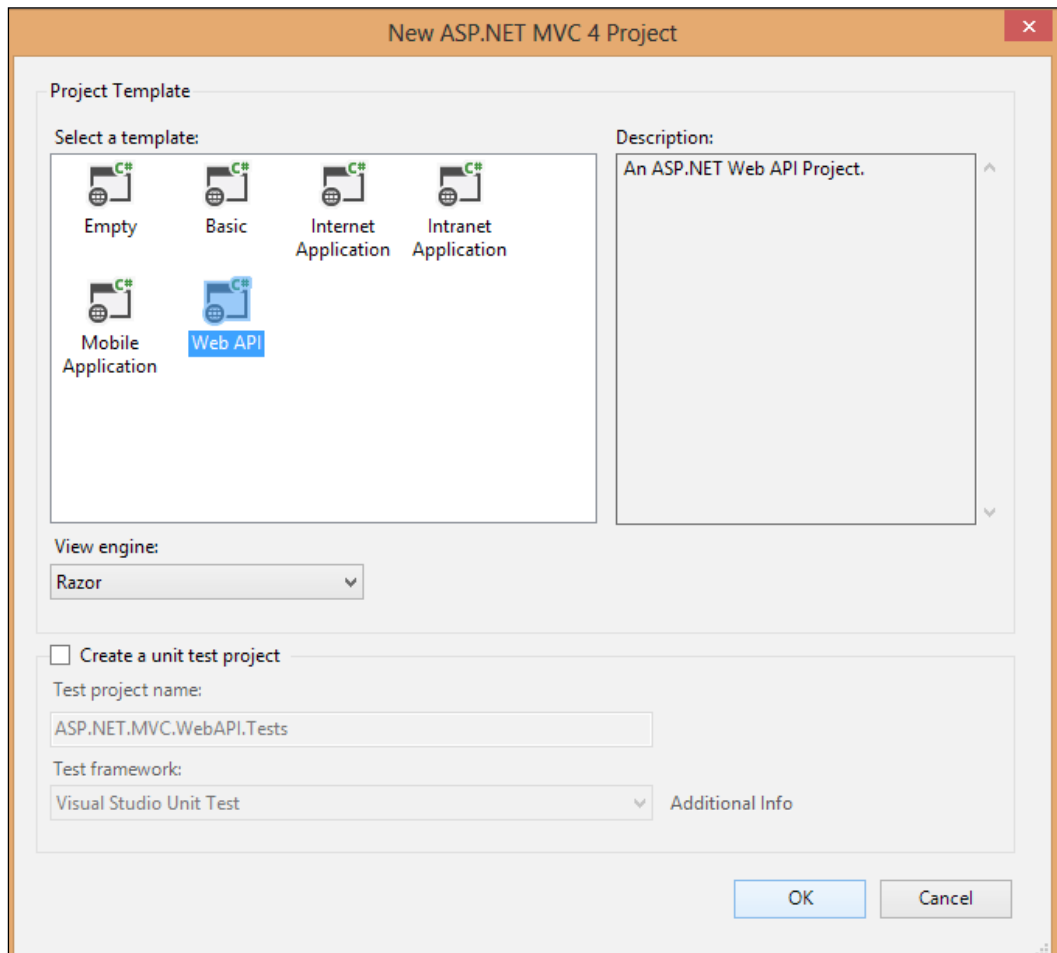 New ASP.NET MVC 4 Project
Project Template
Select a template:
Description:
C# C# C# C#
Empty Basic Internet Intranet
Application Application
An ASP.NET Web API Project.
C# C#
Mobile Web API
Application
View engine:
Razor
Create a unit test project
Test project name:
ASP.NET.MVC.WebAPI.Tests
Test framework:
Visual Studio Unit Test Additional Info
OK Cancel